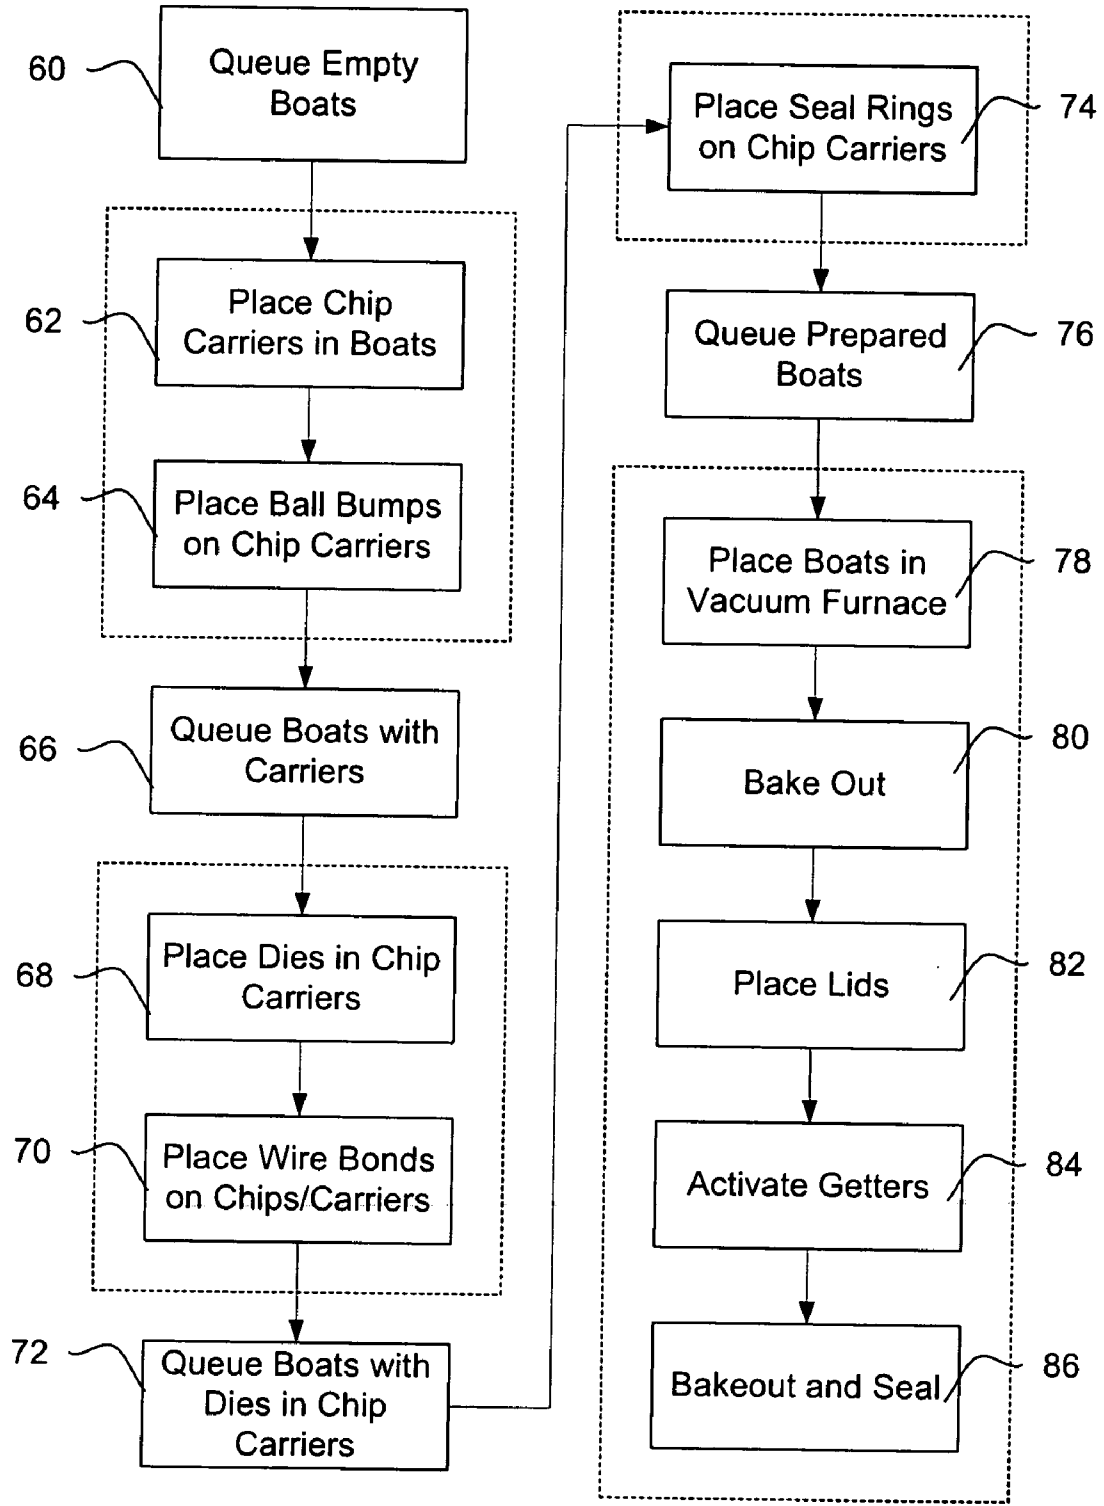 60
Queue Empty
Boats
62
Place Chip
Carriers in Boats
64
Place Ball Bumps
on Chip Carriers
66
Queue Boats with
Carriers
68
Place Dies in Chip
Carriers
70
Place Wire Bonds
on Chips/Carriers
72
Queue Boats with
Dies in Chip
Carriers
Place Seal Rings
on Chip Carriers
74
Queue Prepared
Boats
76
Place Boats in
Vacuum Furnace
78
Bake Out
80
Place Lids
82
Activate Getters
84
Bakeout and Seal
86